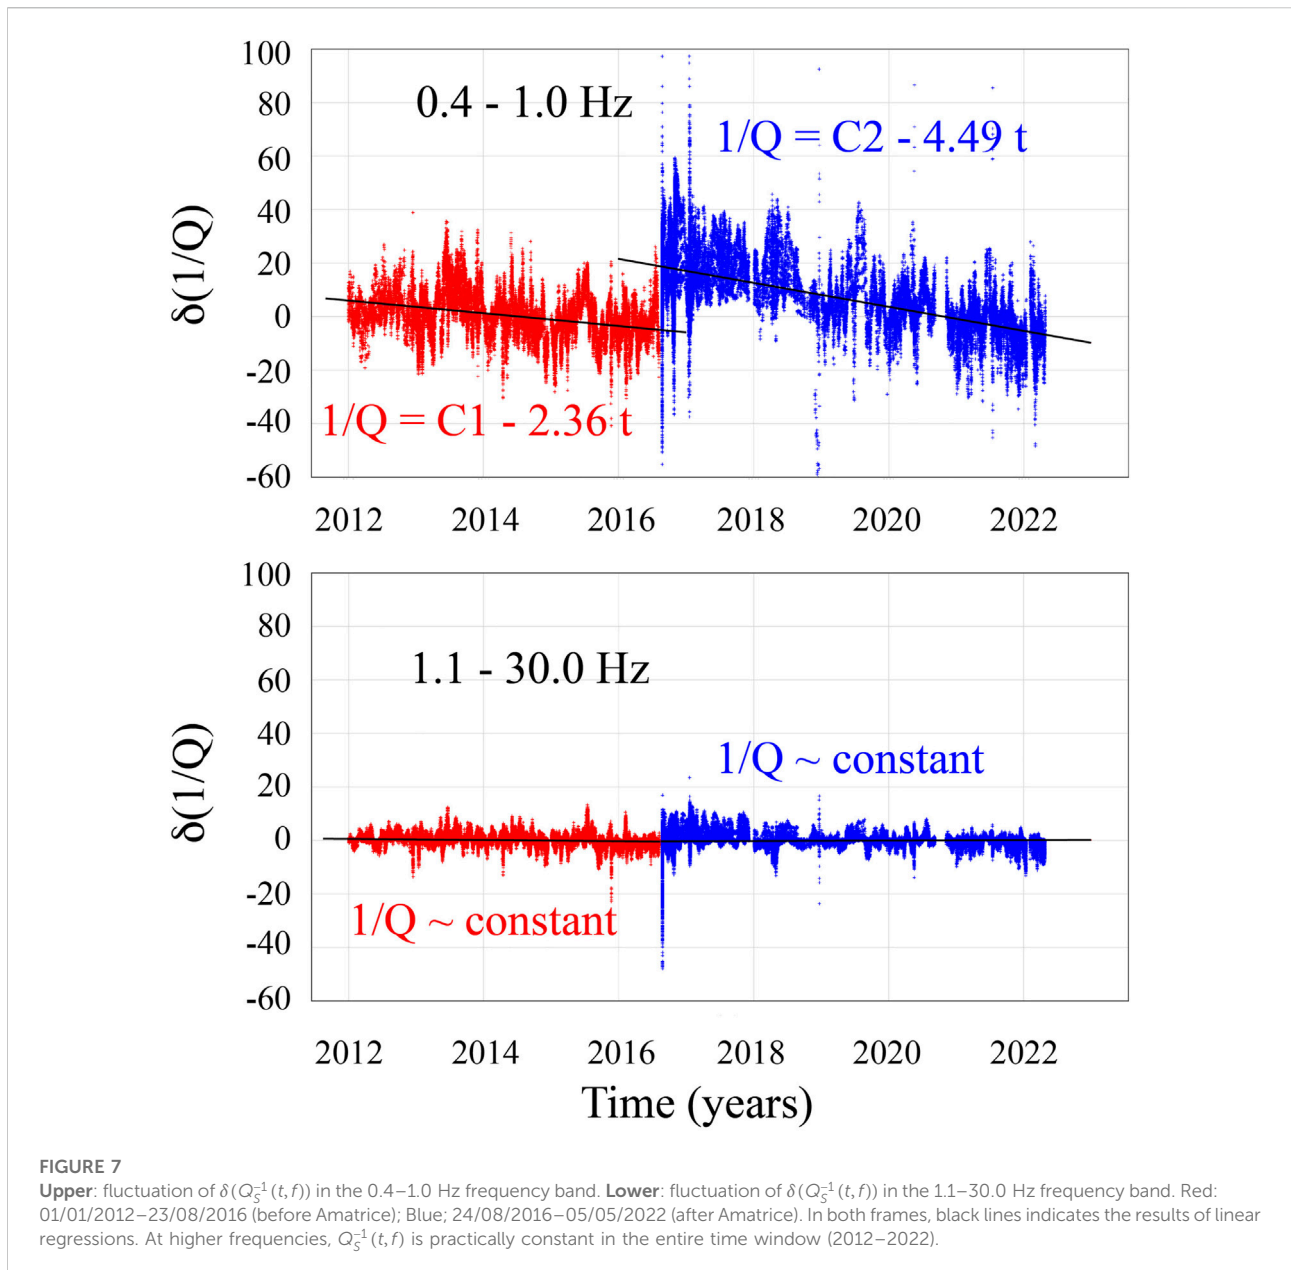 100
80
60
40
20
0
-20
-40
-60
δ(1/Q)
0.4 - 1.0 Hz
1/Q = C2 - 4.49 t
1/Q = C1 - 2.36 t
2012 2014 2016 2018 2020 2022
100
80
60
40
20
0
-20
-40
-60
δ(1/Q)
1.1 - 30.0 Hz
1/Q ~ constant
1/Q ~ constant
2012 2014 2016 2018 2020 2022
Time (years)
FIGURE 7
Upper: fluctuation of δ(Q_S^−1(t, f)) in the 0.4–1.0 Hz frequency band. Lower: fluctuation of δ(Q_S^−1(t, f)) in the 1.1–30.0 Hz frequency band. Red:
01/01/2012–23/08/2016 (before Amatrice); Blue; 24/08/2016–05/05/2022 (after Amatrice). In both frames, black lines indicates the results of linear
regressions. At higher frequencies, Q_S^−1(t, f) is practically constant in the entire time window (2012–2022).